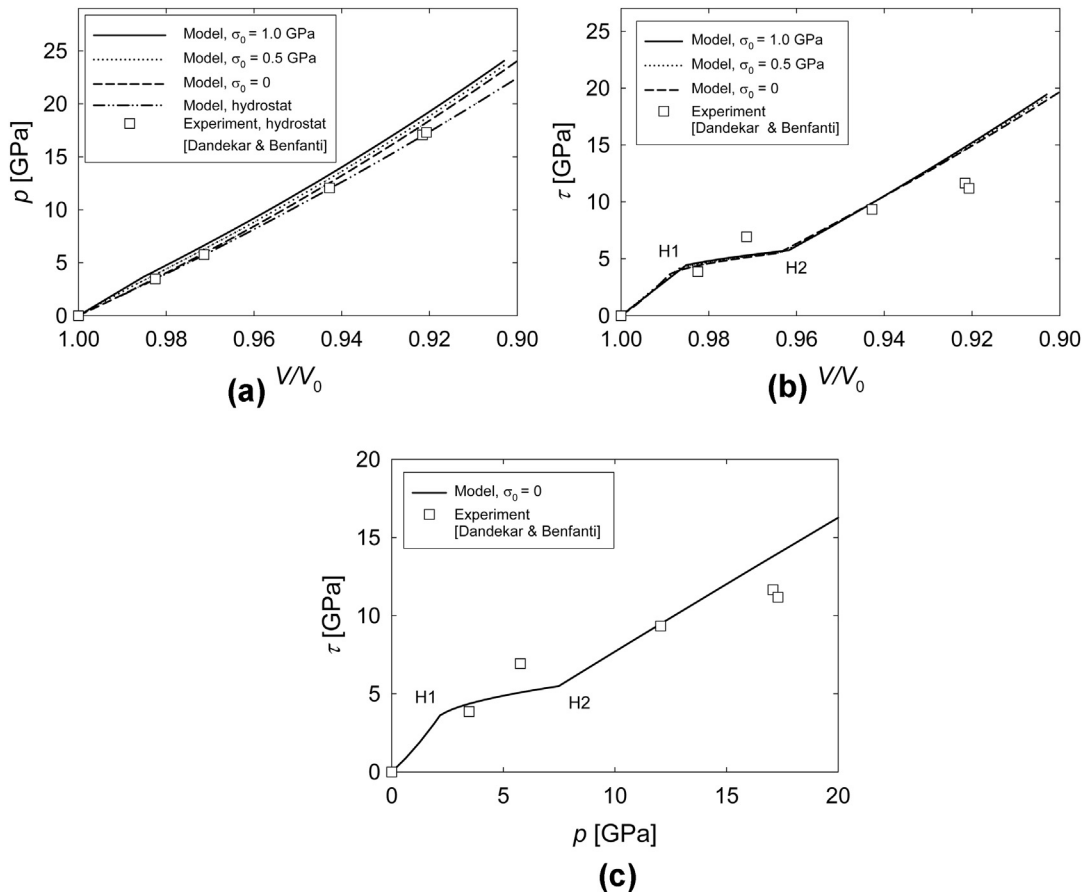 25
20
15
10
5
0
p [GPa]
Model, σ0 = 1.0 GPa
Model, σ0 = 0.5 GPa
Model, σ0 = 0
Model, hydrostat
Experiment, hydrostat
[Dandekar & Benfanti]
1.00 0.98 0.96 0.94 0.92 0.90
(a) V/V0
25
20
15
10
5
0
τ [GPa]
Model, σ0 = 1.0 GPa
Model, σ0 = 0.5 GPa
Model, σ0 = 0
Experiment
[Dandekar & Benfanti]
H1
H2
1.00 0.98 0.96 0.94 0.92 0.90
(b) V/V0
20
15
10
5
0
τ [GPa]
Model, σ0 = 0
Experiment
[Dandekar & Benfanti]
H1
H2
0 5 10 15 20
p [GPa]
(c)